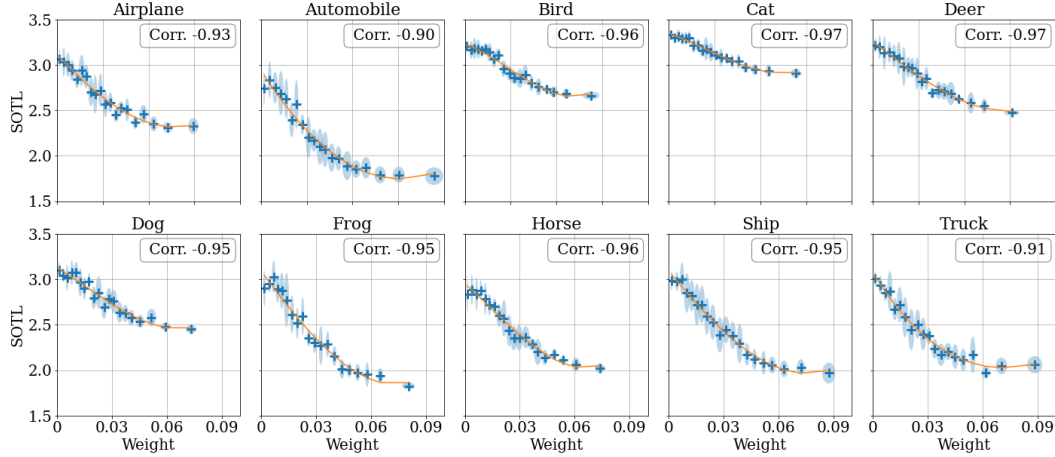 Airplane Automobile Bird Cat Deer
3.5
Corr. -0.93 Corr. -0.90 Corr. -0.96 Corr. -0.97 Corr. -0.97
3.0
SOTL
2.5
2.0
1.5
Dog Frog Horse Ship Truck
3.5
Corr. -0.95 Corr. -0.95 Corr. -0.96 Corr. -0.95 Corr. -0.91
3.0
SOTL
2.5
2.0
1.5
0 0.03 0.06 0.09 0 0.03 0.06 0.09 0 0.03 0.06 0.09 0 0.03 0.06 0.09 0 0.03 0.06 0.09
Weight Weight Weight Weight Weight